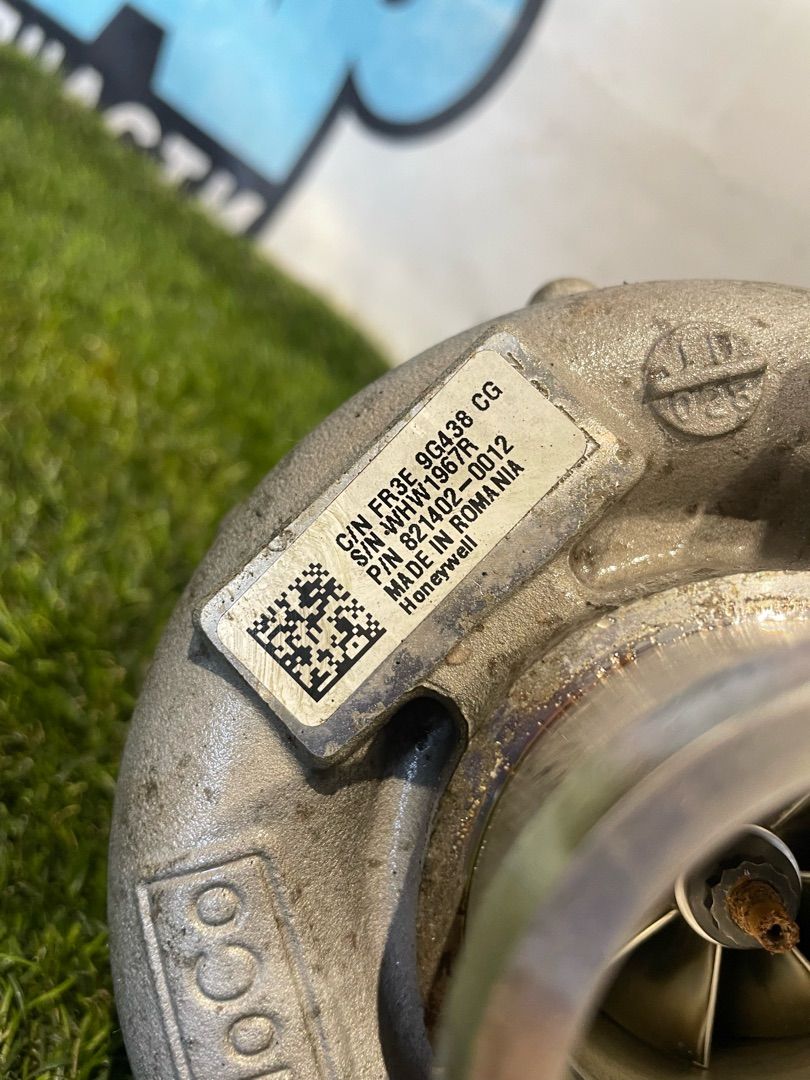 C/N FR3E 9G438 CG
S/N WHW1967R
P/N 821402-0012
MADE IN ROMANIA
Honeywell